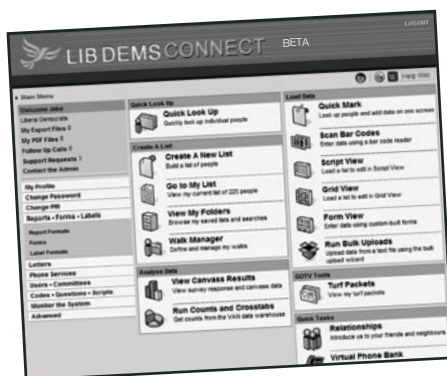 LOGOUT
LIB DEMS CONNECT BETA
Help Wiki
Main Menu
Welcome Jake
Liberal Democrats
My Export Files 0
My PDF Files 0
Follow Up Calls 0
Support Requests
Contact the Admin
My Profile
Change Password
Change PIN
Reports • Forms • Labels
Report Formats
Forms
Label Formats
Letters
Phone Services
Users • Committees
Codes • Questions • Scripts
Monitor the System
Advanced
Quick Look Up
Quick Look Up
Quickly look up individual people
Create A List
Create A New List
Build a list of people
Go to My List
View my current list of 225 people
View My Folders
Browse my saved lists and searches
Walk Manager
Define and manage my walks
Analyse Data
View Canvass Results
View survey response and canvass data
Run Counts and Crosstabs
Get counts from the VAN data warehouse
Load Data
Quick Mark
Look up people and add data on one screen
Scan Bar Codes
Enter data using a bar code reader
Script View
Load a list to edit in Script View
Grid View
Load a list to edit in Grid View
Form View
Enter data using custom-built forms
Run Bulk Uploads
Upload data from a text file using the bulk
upload wizard
GOTV Tools
Turf Packets
View my turf packets
Quick Tasks
Relationships
Introduce us to your friends and neighbours
Virtual Phone Bank